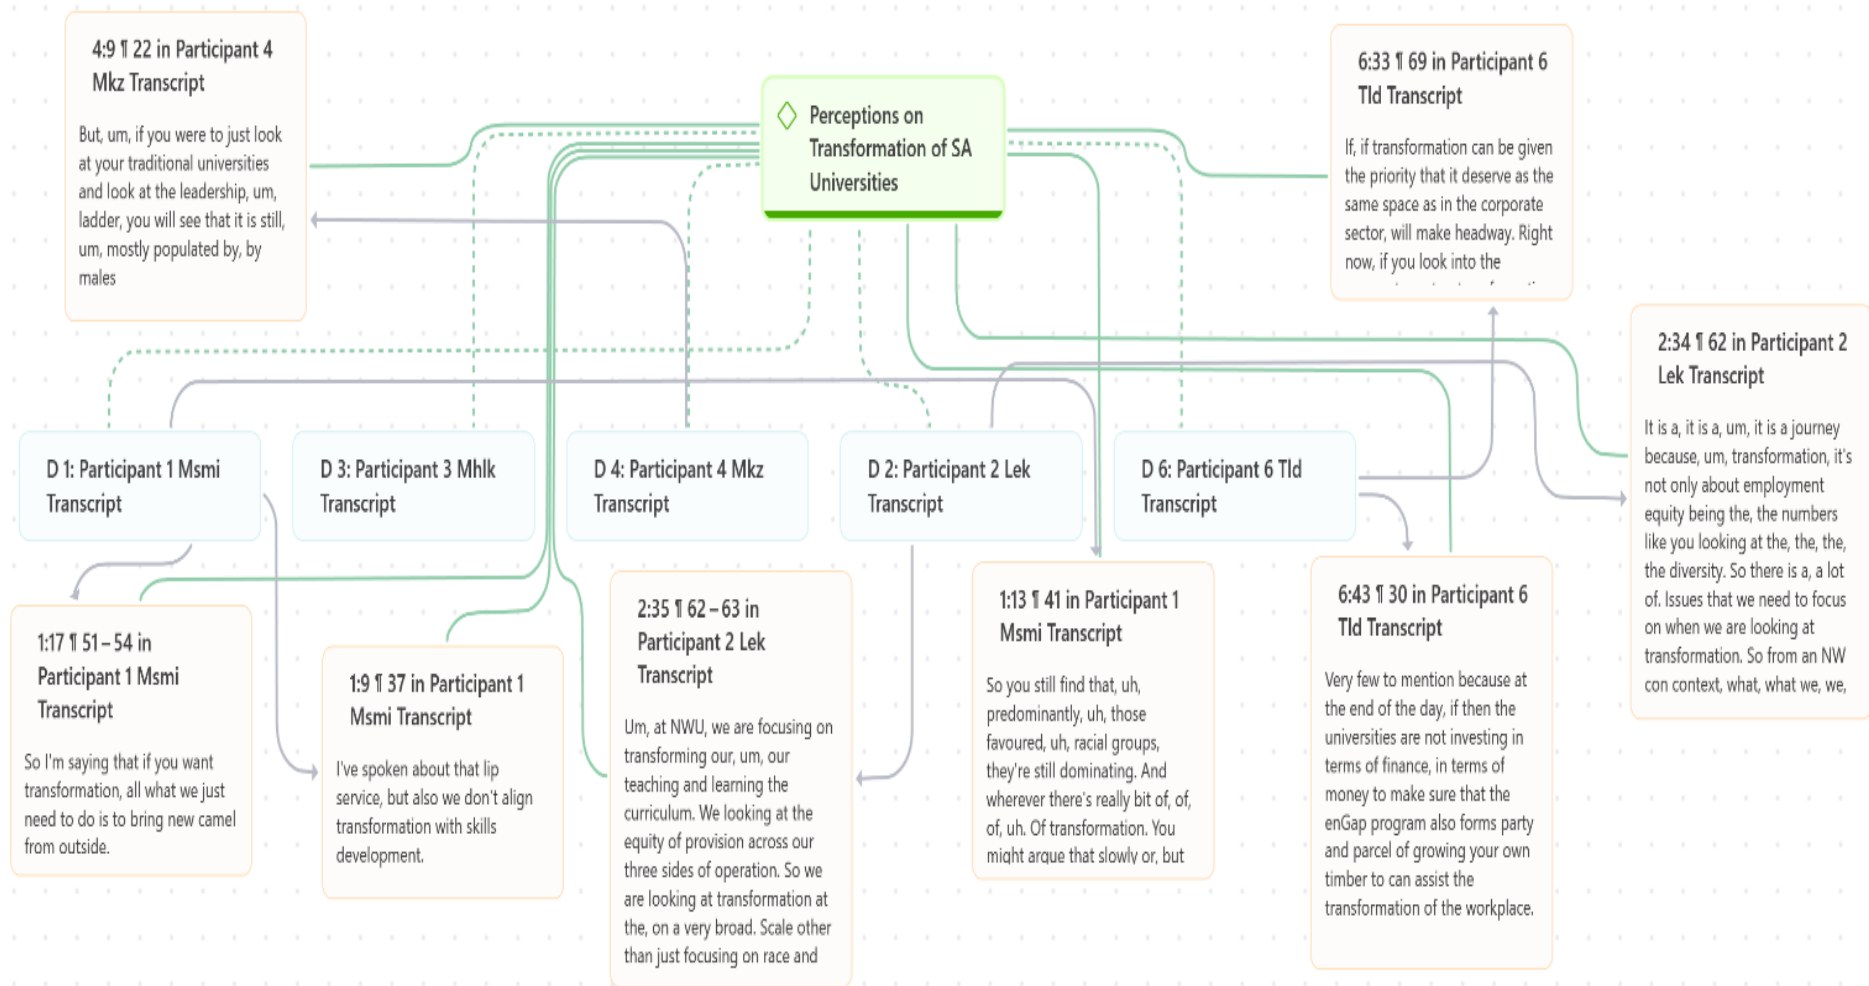 4:9 ¶ 22 in Participant 4
Mkz Transcript
But, um, if you were to just look
at your traditional universities
and look at the leadership, um,
ladder, you will see that it is still,
um, mostly populated by, by
males
Perceptions on
Transformation of SA
Universities
6:33 ¶ 69 in Participant 6
Tld Transcript
If, if transformation can be given
the priority that it deserve as the
same space as in the corporate
sector, will make headway. Right
now, if you look into the
2:34 ¶ 62 in Participant 2
Lek Transcript
It is a, it is a, um, it is a journey
because, um, transformation, it's
not only about employment
equity being the, the numbers
like you looking at the, the, the,
the diversity. So there is a, a lot
of. Issues that we need to focus
on when we are looking at
transformation. So from an NW
con context, what, what we, we,
D 1: Participant 1 Msmi
Transcript
D 3: Participant 3 Mhlk
Transcript
D 4: Participant 4 Mkz
Transcript
D 2: Participant 2 Lek
Transcript
D 6: Participant 6 Tld
Transcript
1:17 ¶ 51 – 54 in
Participant 1 Msmi
Transcript
So I'm saying that if you want
transformation, all what we just
need to do is to bring new camel
from outside.
1:9 ¶ 37 in Participant 1
Msmi Transcript
I've spoken about that lip
service, but also we don't align
transformation with skills
development.
2:35 ¶ 62 – 63 in
Participant 2 Lek
Transcript
Um, at NWU, we are focusing on
transforming our, um, our
teaching and learning the
curriculum. We looking at the
equity of provision across our
three sides of operation. So we
are looking at transformation at
the, on a very broad. Scale other
than just focusing on race and
1:13 ¶ 41 in Participant 1
Msmi Transcript
So you still find that, uh,
predominantly, uh, those
favoured, uh, racial groups,
they're still dominating. And
wherever there's really bit of, of,
of, uh. Of transformation. You
might argue that slowly or, but
6:43 ¶ 30 in Participant 6
Tld Transcript
Very few to mention because at
the end of the day, if then the
universities are not investing in
terms of finance, in terms of
money to make sure that the
enGap program also forms party
and parcel of growing your own
timber to can assist the
transformation of the workplace.